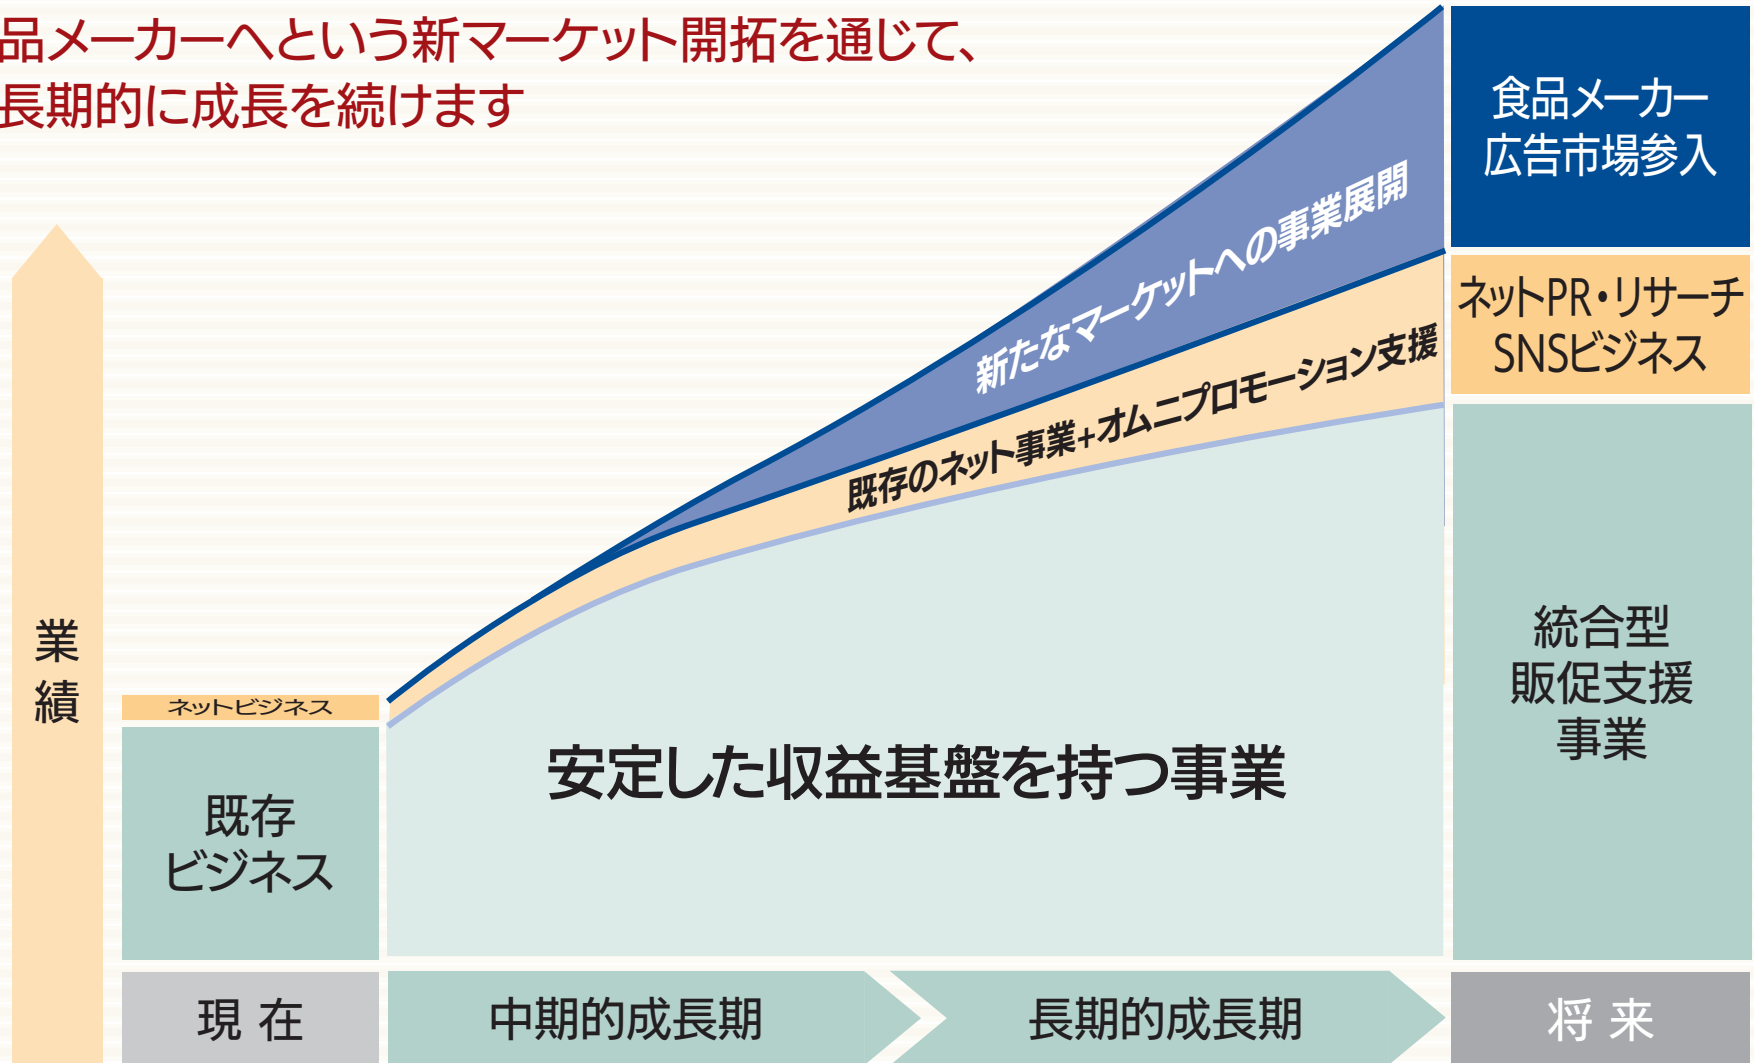 品メーカーへという新マーケット開拓を通じて、
長期的に成長を続けます
食品メーカー
広告市場参入
新たなマーケットへの事業展開
ネットPR・リサーチ
SNSビジネス
既存のネット事業+オムニプロモーション支援
業績
統合型
販促支援
事業
ネットビジネス
安定した収益基盤を持つ事業
既存
ビジネス
現在
中期的成長期
長期的成長期
将来